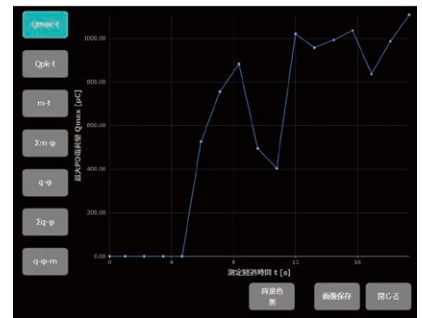 Qmax-t
Qpk-t
m-t
Σm-φ
q-φ
Σq-φ
q-φ-m
最大PD電荷量 Qmax [pC]
1000.00
800.00
600.00
400.00
200.00
0.00
0
4
8
12
16
測定経過時間 t [s]
背景色
黒
画像保存
閉じる